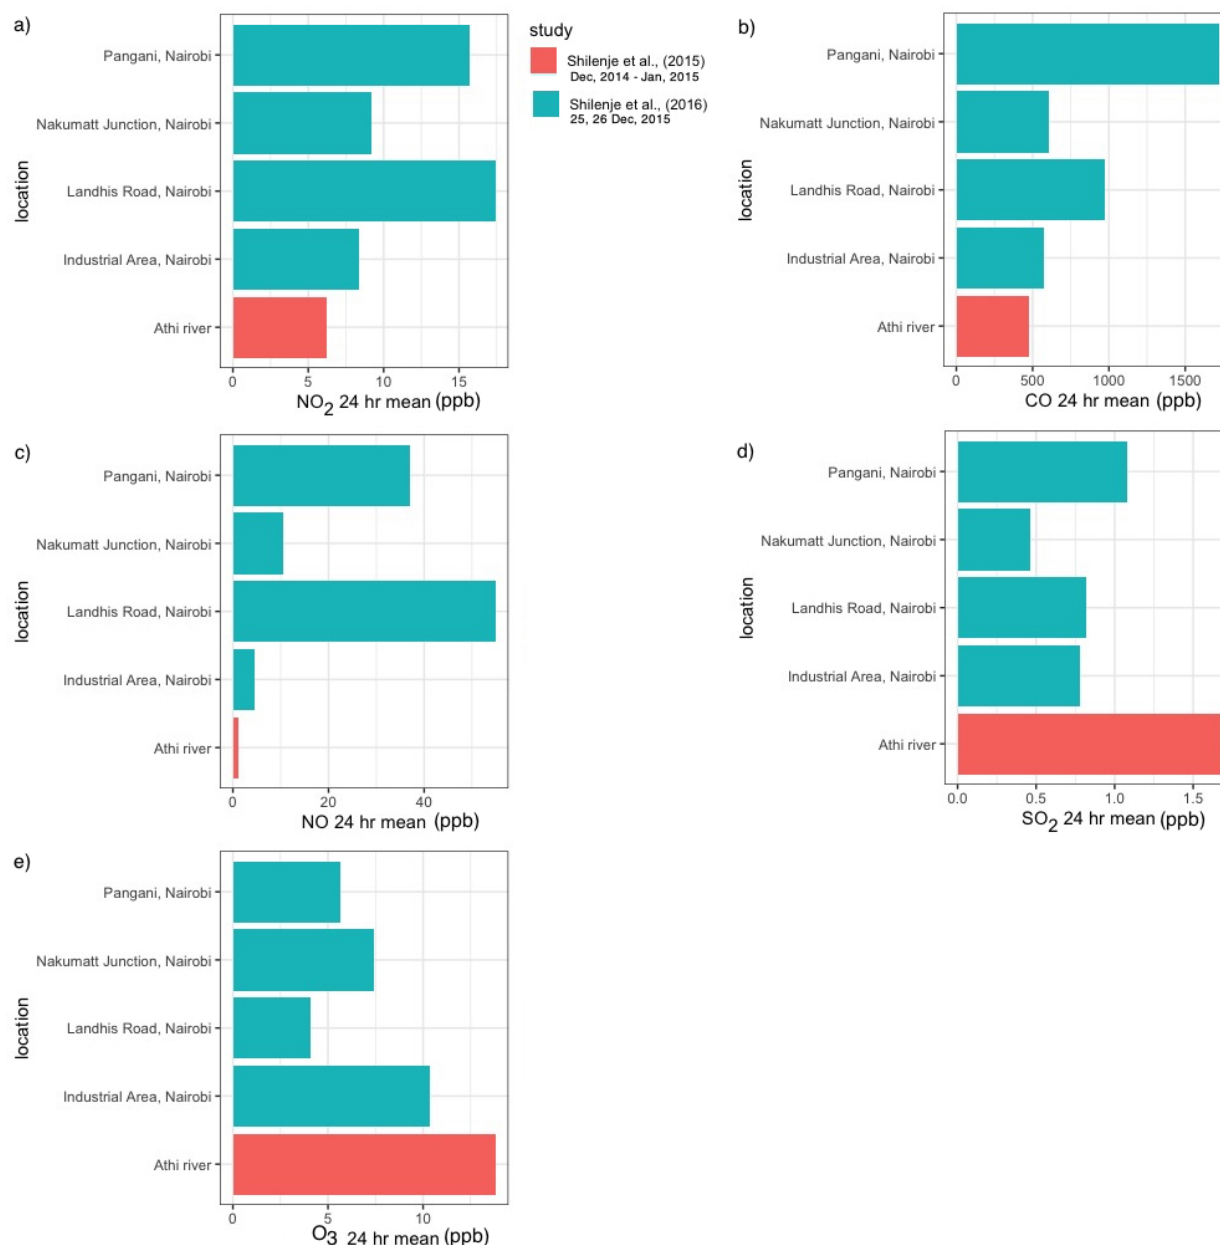 a)
study
Shilenje et al., (2015)
Dec, 2014 - Jan, 2015
Shilenje et al., (2016)
25, 26 Dec, 2015
location
Pangani, Nairobi
Nakumatt Junction, Nairobi
Landhis Road, Nairobi
Industrial Area, Nairobi
Athi river
0 5 10 15
NO2 24 hr mean (ppb)
b)
location
Pangani, Nairobi
Nakumatt Junction, Nairobi
Landhis Road, Nairobi
Industrial Area, Nairobi
Athi river
0 500 1000 1500
CO 24 hr mean (ppb)
c)
location
Pangani, Nairobi
Nakumatt Junction, Nairobi
Landhis Road, Nairobi
Industrial Area, Nairobi
Athi river
0 20 40
NO 24 hr mean (ppb)
d)
location
Pangani, Nairobi
Nakumatt Junction, Nairobi
Landhis Road, Nairobi
Industrial Area, Nairobi
Athi river
0.0 0.5 1.0 1.5
SO2 24 hr mean (ppb)
e)
location
Pangani, Nairobi
Nakumatt Junction, Nairobi
Landhis Road, Nairobi
Industrial Area, Nairobi
Athi river
0 5 10
O3 24 hr mean (ppb)